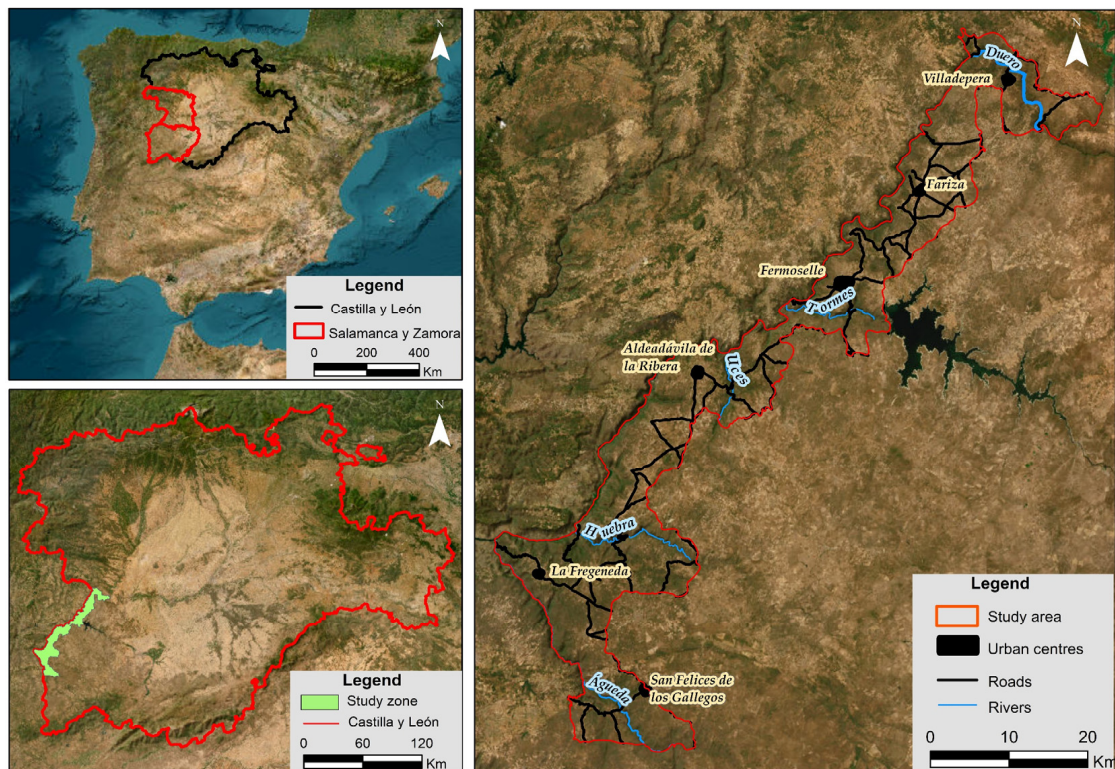 N
Legend
Castilla y León
Salamanca y Zamora
0 200 400
Km
N
Legend
Study zone
Castilla y León
0 60 120
Km
N
Duero
Villadepera
Fariza
Fermoselle
Tormes
Aldeadávila de
la Ribera
Uces
Huebra
La Fregeneda
Águeda
San Felices de
los Gallegos
Legend
Study area
Urban centres
Roads
Rivers
0 10 20
Km